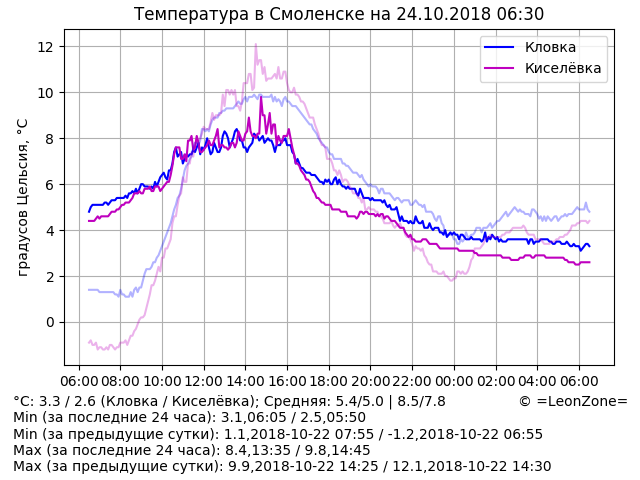 Температура в Смоленске на 24.10.2018 06:30
Кловка
Киселёвка
градусов Цельсия, °C
12
10
8
6
4
2
0
06:00 08:00 10:00 12:00 14:00 16:00 18:00 20:00 22:00 00:00 02:00 04:00 06:00
°C: 3.3 / 2.6 (Кловка / Киселёвка); Средняя: 5.4/5.0 | 8.5/7.8 © =LeonZone=
Min (за последние 24 часа): 3.1,06:05 / 2.5,05:50
Min (за предыдущие сутки): 1.1,2018-10-22 07:55 / -1.2,2018-10-22 06:55
Max (за последние 24 часа): 8.4,13:35 / 9.8,14:45
Max (за предыдущие сутки): 9.9,2018-10-22 14:25 / 12.1,2018-10-22 14:30